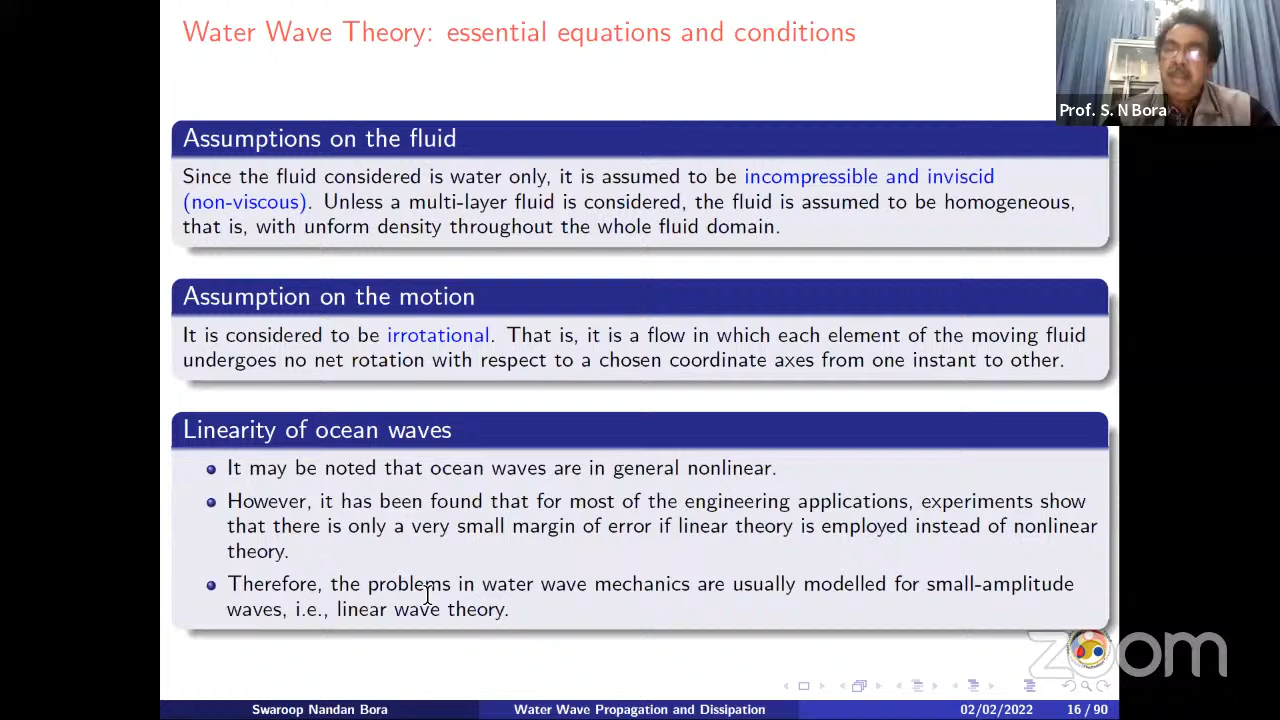 Water Wave Theory: essential equations and conditions
Prof. S. N Bora
Assumptions on the fluid
Since the fluid considered is water only, it is assumed to be incompressible and inviscid
(non-viscous). Unless a multi-layer fluid is considered, the fluid is assumed to be homogeneous,
that is, with unform density throughout the whole fluid domain.
Assumption on the motion
It is considered to be irrotational. That is, it is a flow in which each element of the moving fluid
undergoes no net rotation with respect to a chosen coordinate axes from one instant to other.
Linearity of ocean waves
It may be noted that ocean waves are in general nonlinear.
However, it has been found that for most of the engineering applications, experiments show
that there is only a very small margin of error if linear theory is employed instead of nonlinear
theory.
Therefore, the problems in water wave mechanics are usually modelled for small-amplitude
waves, i.e., linear wave theory.
zoom
Swaroop Nandan Bora Water Wave Propagation and Dissipation 02/02/2022 16 / 90